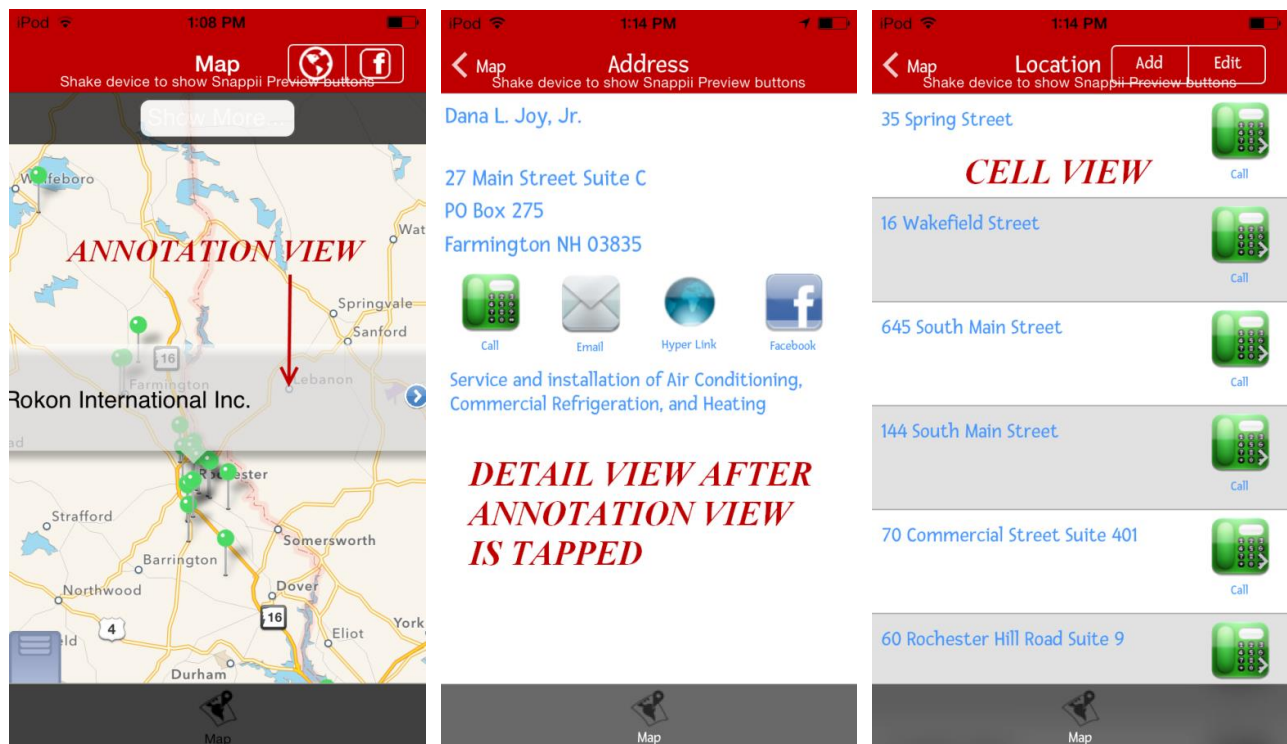 iPod 1:08 PM
Map
Shake device to show Snappii Preview buttons
Show More...
Wolfeboro
Wat
ANNOTATION VIEW
Springvale
Sanford
16
Farmington
Lebanon
Rokon International Inc.
ad
Rochester
Strafford
Somersworth
Barrington
Northwood
Dover
16
4
Eliot
York
ld
Durham
Map
iPod 1:14 PM
Map Address
Shake device to show Snappii Preview buttons
Dana L. Joy, Jr.
27 Main Street Suite C
PO Box 275
Farmington NH 03835
Call Email Hyper Link Facebook
Service and installation of Air Conditioning,
Commercial Refrigeration, and Heating
DETAIL VIEW AFTER
ANNOTATION VIEW
IS TAPPED
Map
iPod 1:14 PM
Map Location Add Edit
Shake device to show Snappii Preview buttons
35 Spring Street
Call
CELL VIEW
16 Wakefield Street
Call
645 South Main Street
Call
144 South Main Street
Call
70 Commercial Street Suite 401
Call
60 Rochester Hill Road Suite 9
Map